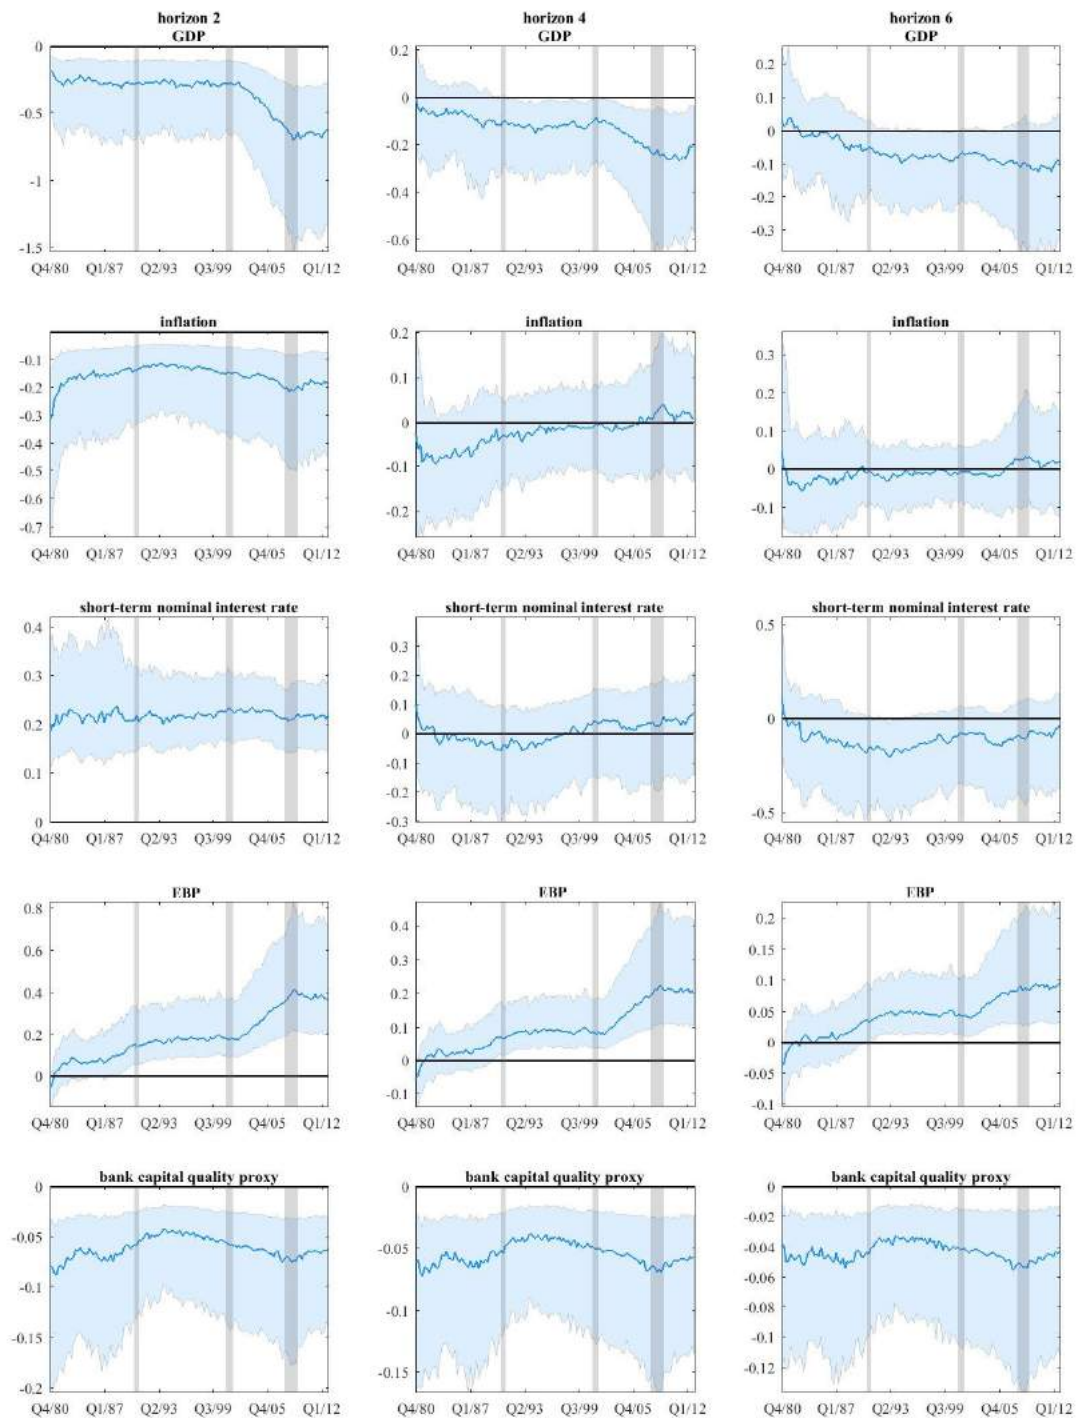 horizon 2 horizon 4 horizon 6
GDP GDP GDP
0 0.2 0.2
-0.5 0 0.1
-1 -0.2 0
-1.5 -0.4 -0.1
-0.6 -0.3
Q4/80 Q1/87 Q2/93 Q3/99 Q4/05 Q1/12 Q4/80 Q1/87 Q2/93 Q3/99 Q4/05 Q1/12 Q4/80 Q1/87 Q2/93 Q3/99 Q4/05 Q1/12
inflation inflation inflation
-0.1 0.2 0.3
-0.2 0.1 0.2
-0.3 0 0.1
-0.4 -0.1 0
-0.5 -0.2 -0.1
-0.6
-0.7
Q4/80 Q1/87 Q2/93 Q3/99 Q4/05 Q1/12 Q4/80 Q1/87 Q2/93 Q3/99 Q4/05 Q1/12 Q4/80 Q1/87 Q2/93 Q3/99 Q4/05 Q1/12
short-term nominal interest rate short-term nominal interest rate short-term nominal interest rate
0.4 0.3 0.5
0.3 0.2 0
0.2 0.1 -0.5
0.1 0
0 -0.1
-0.2
-0.3
Q4/80 Q1/87 Q2/93 Q3/99 Q4/05 Q1/12 Q4/80 Q1/87 Q2/93 Q3/99 Q4/05 Q1/12 Q4/80 Q1/87 Q2/93 Q3/99 Q4/05 Q1/12
EBP EBP EBP
0.8 0.4 0.2
0.6 0.3 0.15
0.4 0.2 0.1
0.2 0.1 0.05
0 0 0
-0.1 -0.05
-0.1
Q4/80 Q1/87 Q2/93 Q3/99 Q4/05 Q1/12 Q4/80 Q1/87 Q2/93 Q3/99 Q4/05 Q1/12 Q4/80 Q1/87 Q2/93 Q3/99 Q4/05 Q1/12
bank capital quality proxy bank capital quality proxy bank capital quality proxy
0 0 0
-0.05 -0.05 -0.02
-0.1 -0.1 -0.04
-0.15 -0.15 -0.06
-0.2 -0.08
-0.1
-0.12
Q4/80 Q1/87 Q2/93 Q3/99 Q4/05 Q1/12 Q4/80 Q1/87 Q2/93 Q3/99 Q4/05 Q1/12 Q4/80 Q1/87 Q2/93 Q3/99 Q4/05 Q1/12